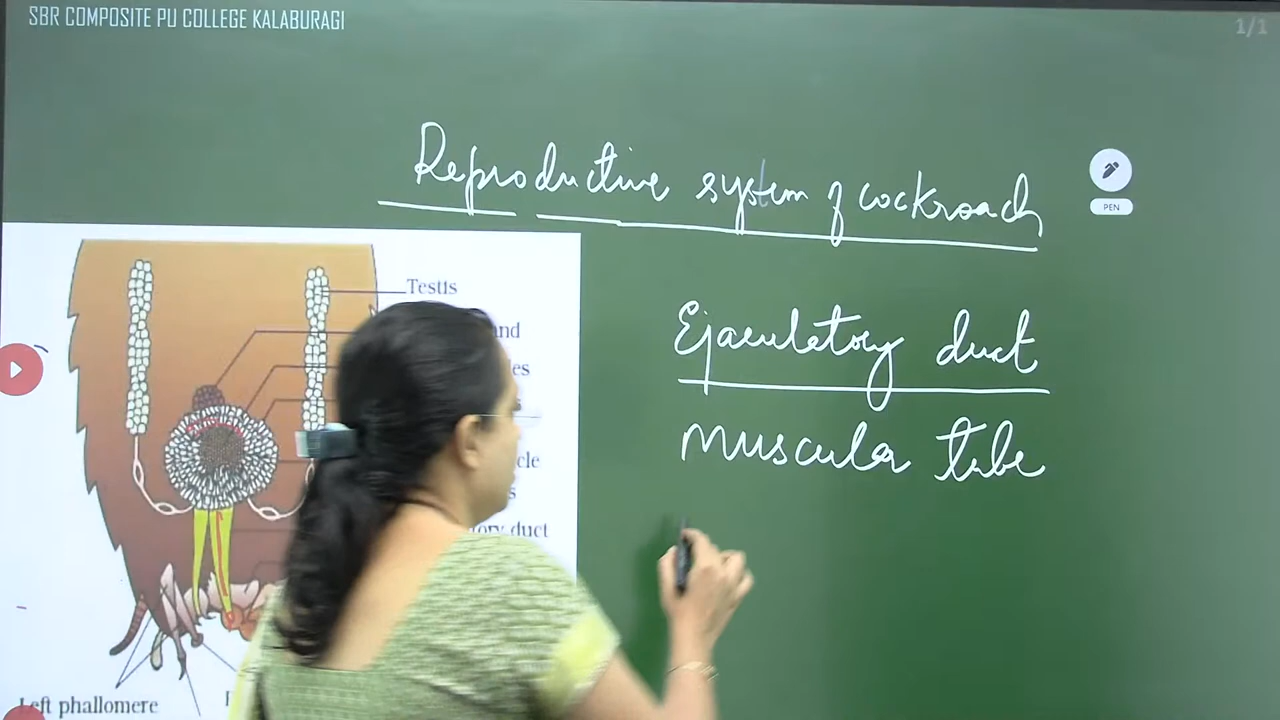 SBR COMPOSITE PU COLLEGE KALABURAGI
1/1
Reproductive system of cockroach
PEN
Testis
Ejaculatory duct
muscular tube
duct
Left phallomere